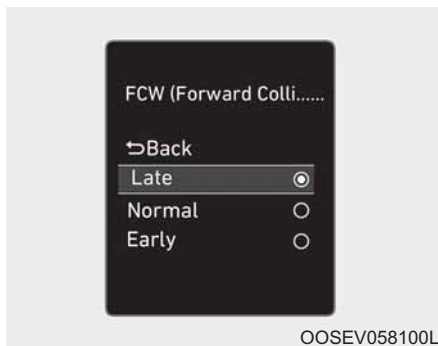 FCW (Forward Colli......
⮌Back
Late
Normal
Early
OOSEV058100L